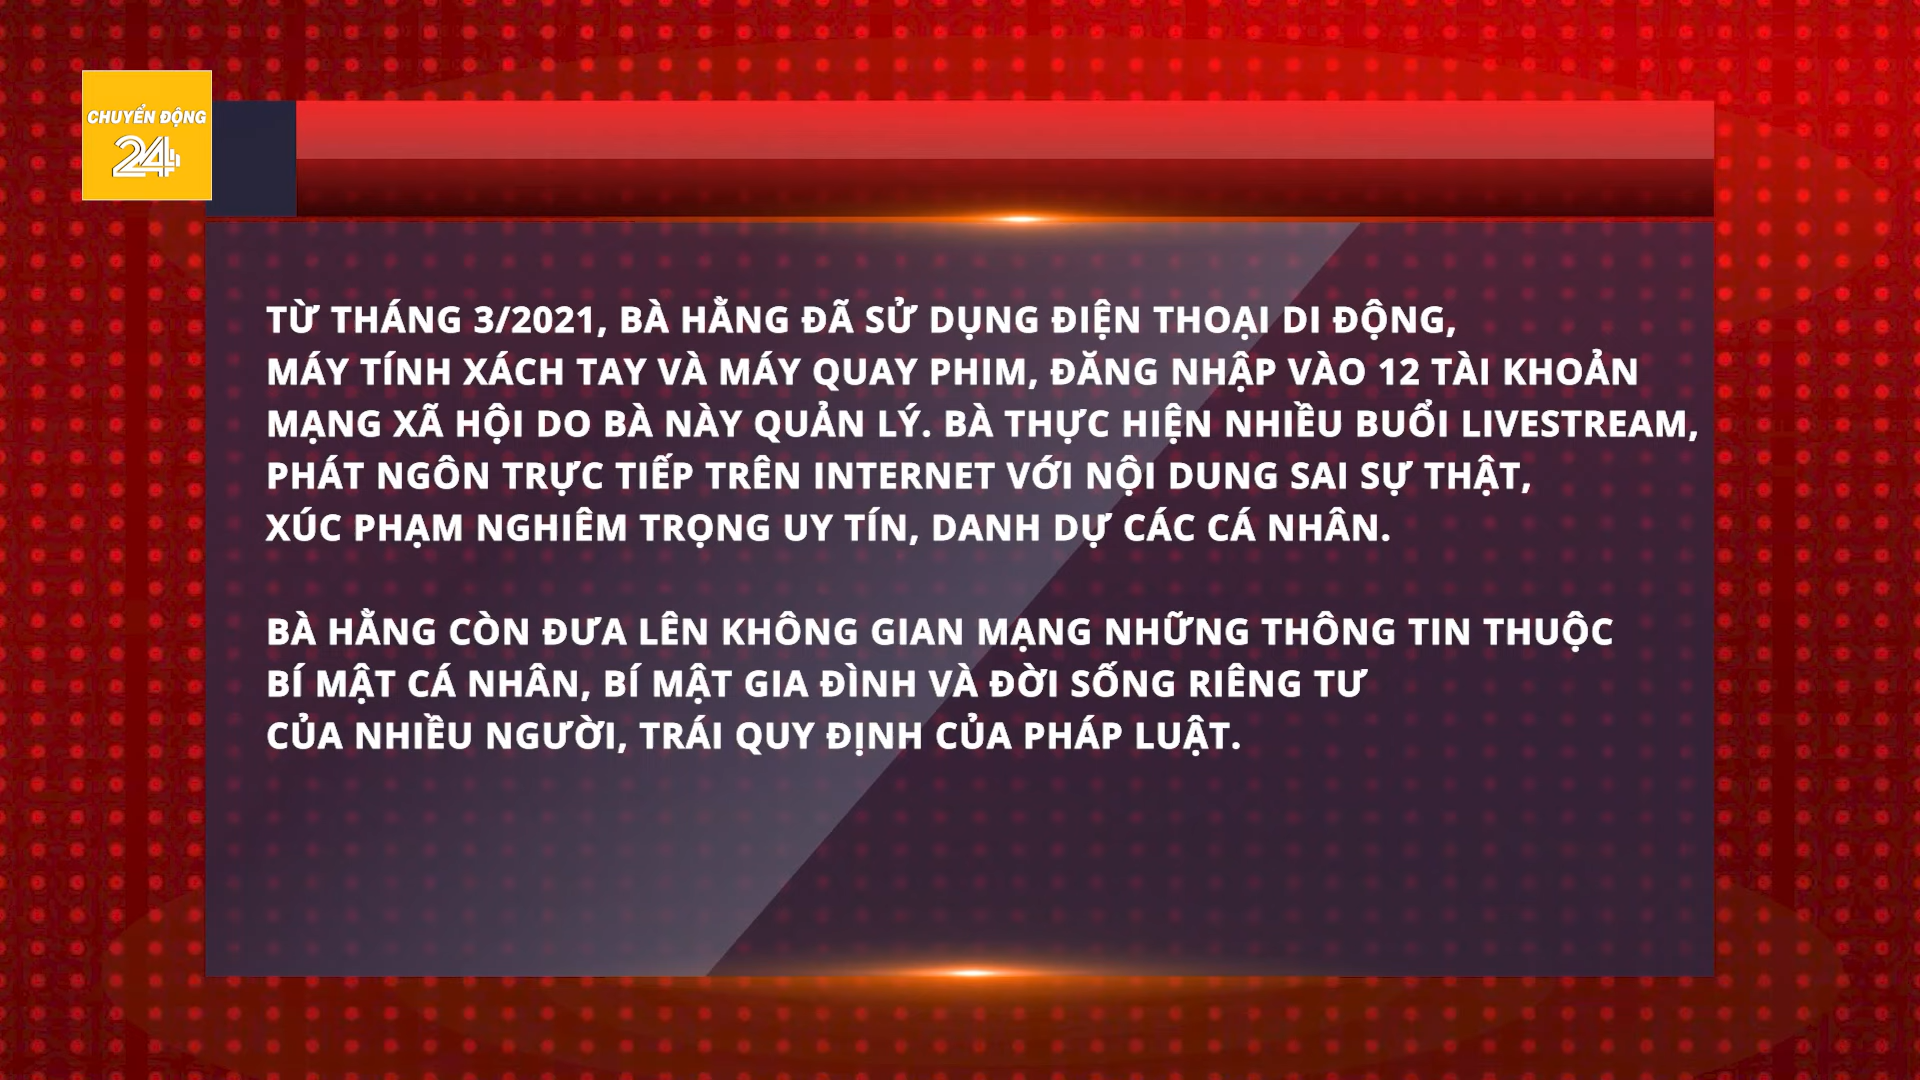 CHUYỂN ĐỘNG
24
TỪ THÁNG 3/2021, BÀ HẰNG ĐÃ SỬ DỤNG ĐIỆN THOẠI DI ĐỘNG,
MÁY TÍNH XÁCH TAY VÀ MÁY QUAY PHIM, ĐĂNG NHẬP VÀO 12 TÀI KHOẢN
MẠNG XÃ HỘI DO BÀ NÀY QUẢN LÝ. BÀ THỰC HIỆN NHIỀU BUỔI LIVESTREAM,
PHÁT NGÔN TRỰC TIẾP TRÊN INTERNET VỚI NỘI DUNG SAI SỰ THẬT,
XÚC PHẠM NGHIÊM TRỌNG UY TÍN, DANH DỰ CÁC CÁ NHÂN.
BÀ HẰNG CÒN ĐƯA LÊN KHÔNG GIAN MẠNG NHỮNG THÔNG TIN THUỘC
BÍ MẬT CÁ NHÂN, BÍ MẬT GIA ĐÌNH VÀ ĐỜI SỐNG RIÊNG TƯ
CỦA NHIỀU NGƯỜI, TRÁI QUY ĐỊNH CỦA PHÁP LUẬT.